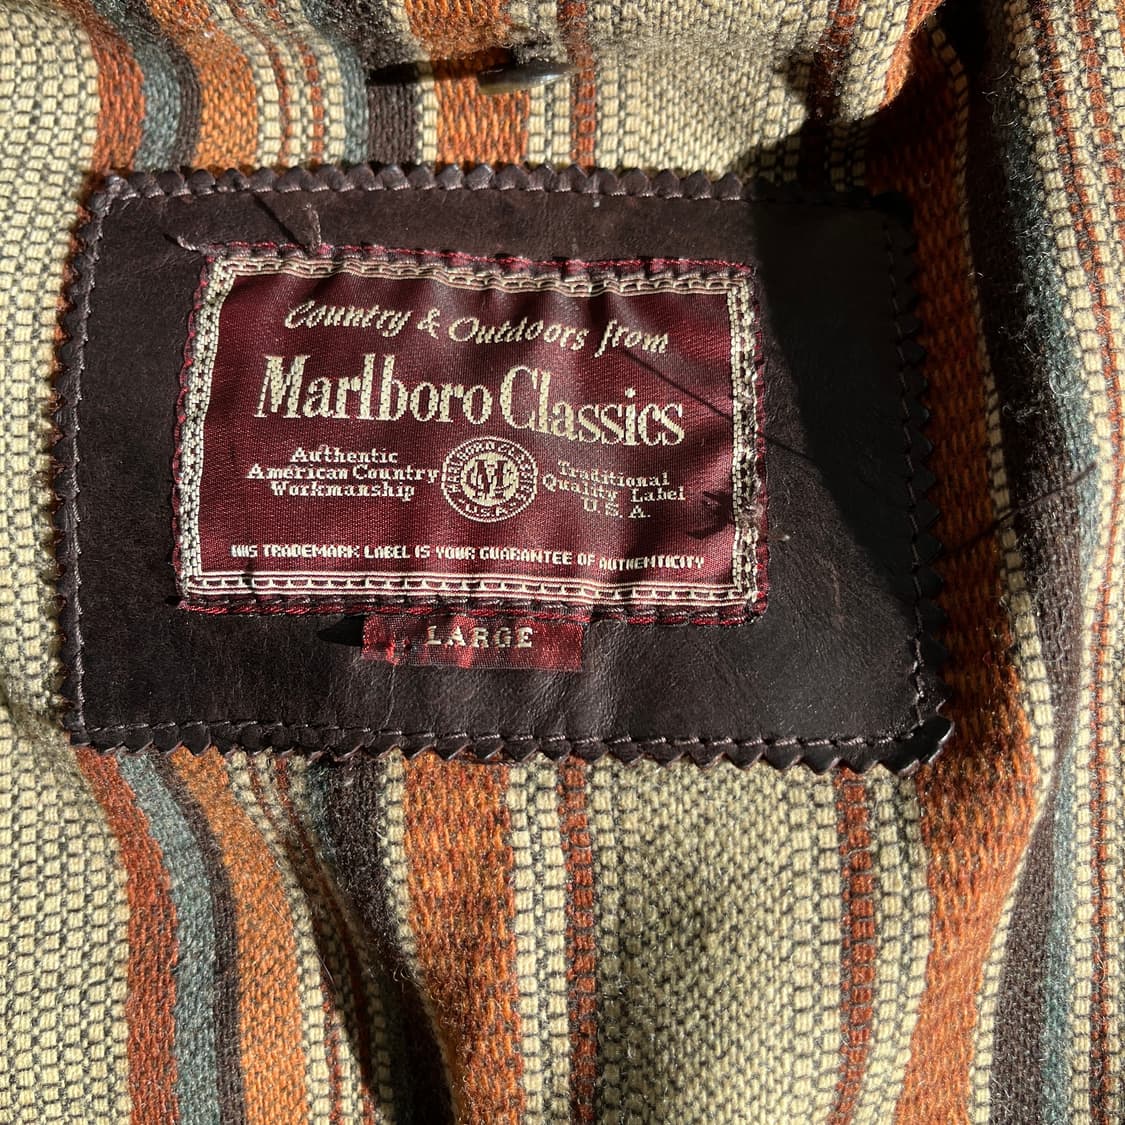 Country & Outdoors from
Marlboro Classics
Authentic
American Country
Workmanship
Traditional
Quality Label
U.S.A.
U.S.A.
THIS TRADEMARK LABEL IS YOUR GUARANTEE OF AUTHENTICITY
LARGE